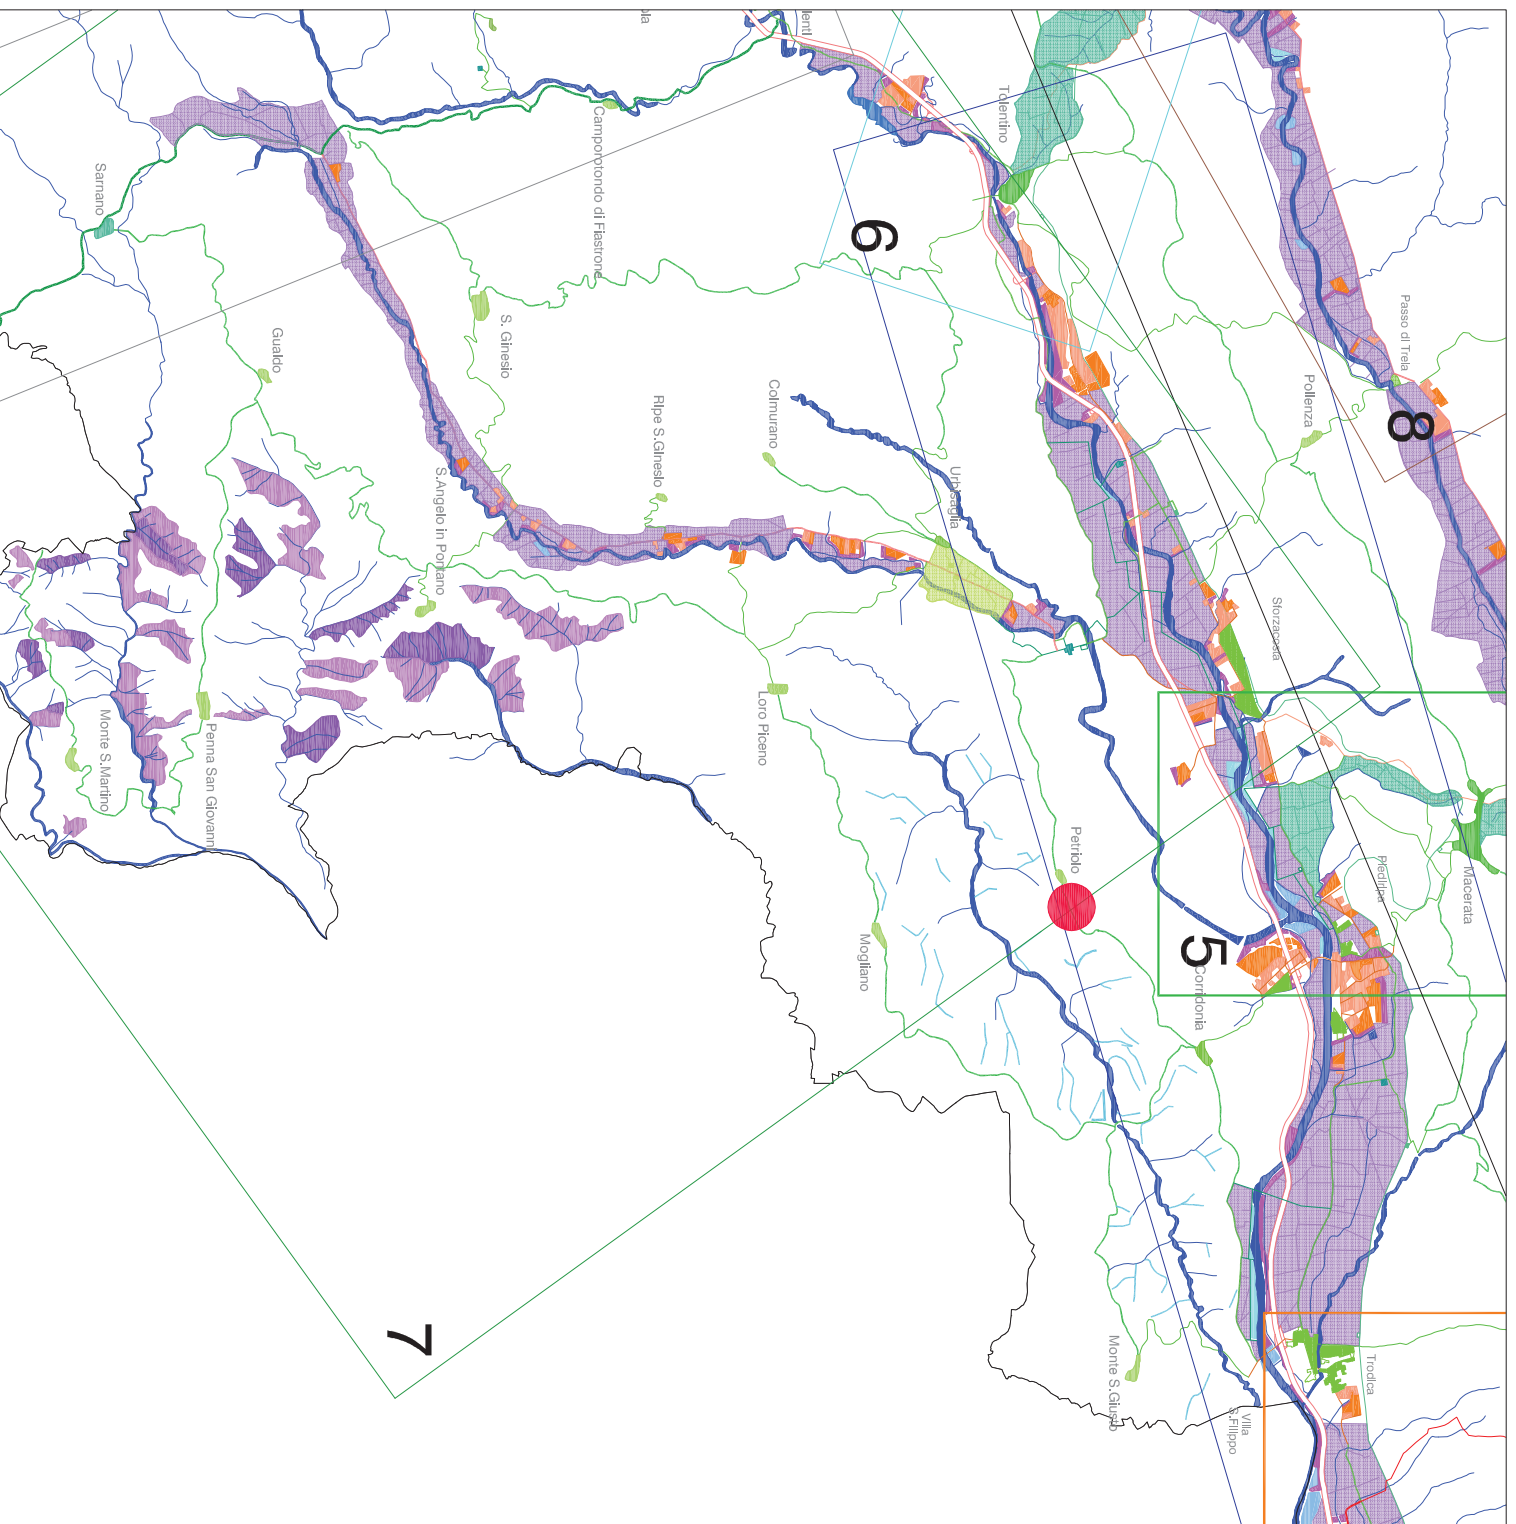 Tolentino
Sarnano
Camporotondo di Fiastrone
6
Passo di Treia
S. Ginesio
Gualdo
Colmurano
Ripe S.Ginesio
Pollenza
8
S.Angelo in Pontano
Urbisaglia
Sforzacosta
Loro Piceno
Monte S.Martino
Penna San Giovanni
Petriolo
Piediripa
Macerata
Mogliano
5
Corridonia
7
Monte S.Giusto
Trodica
Villa
S.Filippo